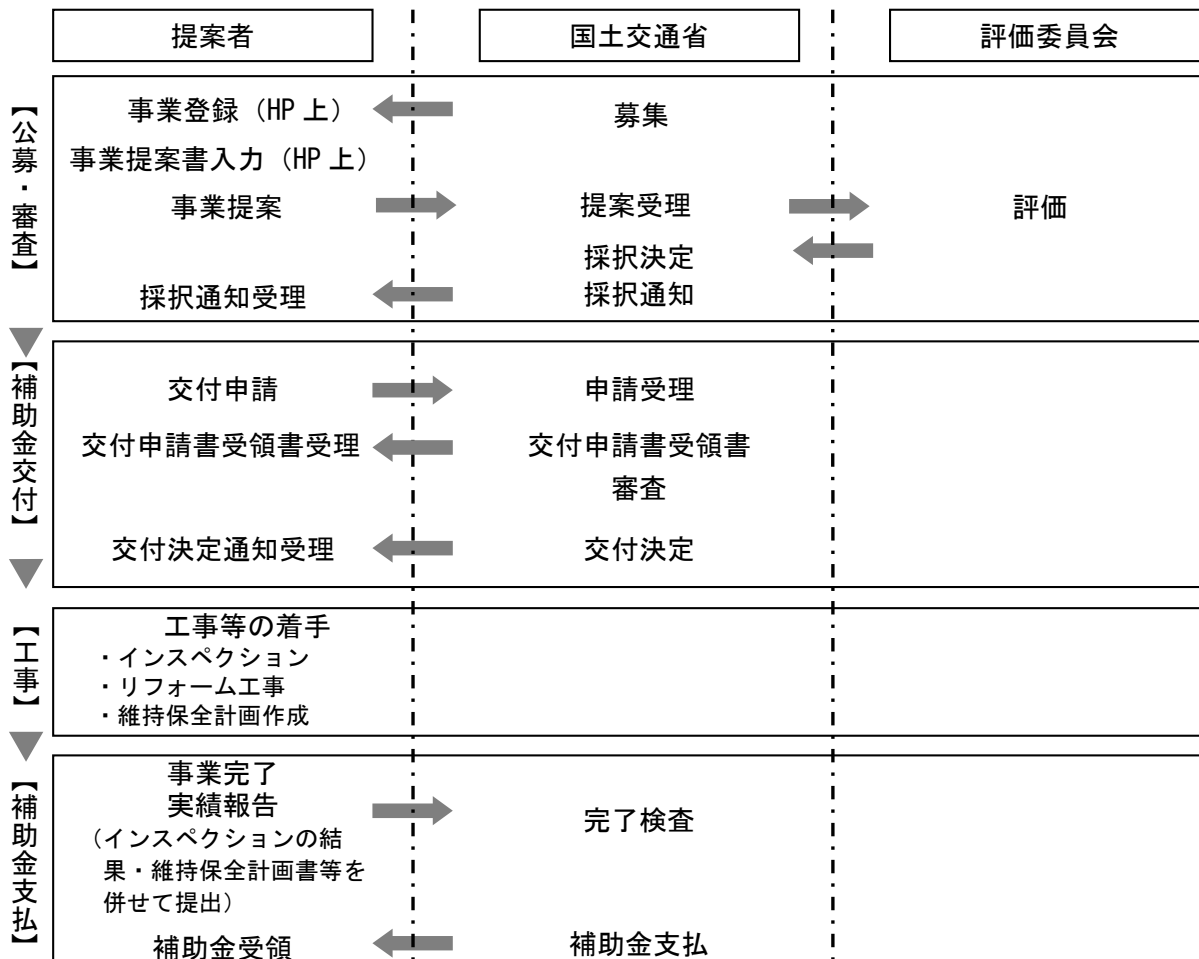 提案者
国土交通省
評価委員会
【公募・審査】
事業登録（HP上）
募集
事業提案書入力（HP上）
事業提案
提案受理
評価
採択決定
採択通知受理
採択通知
【補助金交付】
交付申請
申請受理
交付申請書受領書受理
交付申請書受領書
審査
交付決定通知受理
交付決定
【工事】
工事等の着手
・インスペクション
・リフォーム工事
・維持保全計画作成
【補助金支払】
事業完了
実績報告
完了検査
（インスペクションの結
果・維持保全計画書等を
併せて提出）
補助金受領
補助金支払